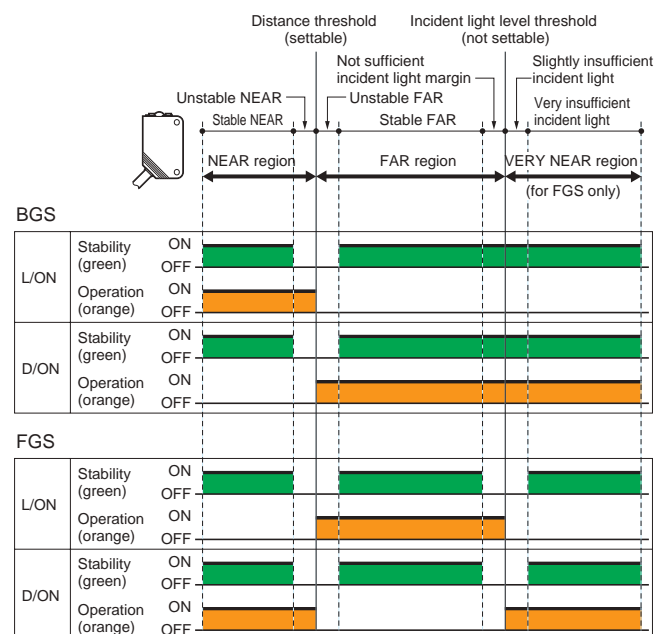 Distance threshold
(settable)
Incident light level threshold
(not settable)
Not sufficient
incident light margin
Slightly insufficient
incident light
Unstable NEAR
Unstable FAR
Very insufficient
incident light
Stable NEAR
Stable FAR
NEAR region
FAR region
VERY NEAR region
(for FGS only)
BGS
L/ON
Stability
(green)
ON
OFF
Operation
(orange)
ON
OFF
D/ON
Stability
(green)
ON
OFF
Operation
(orange)
ON
OFF
FGS
L/ON
Stability
(green)
ON
OFF
Operation
(orange)
ON
OFF
D/ON
Stability
(green)
ON
OFF
Operation
(orange)
ON
OFF